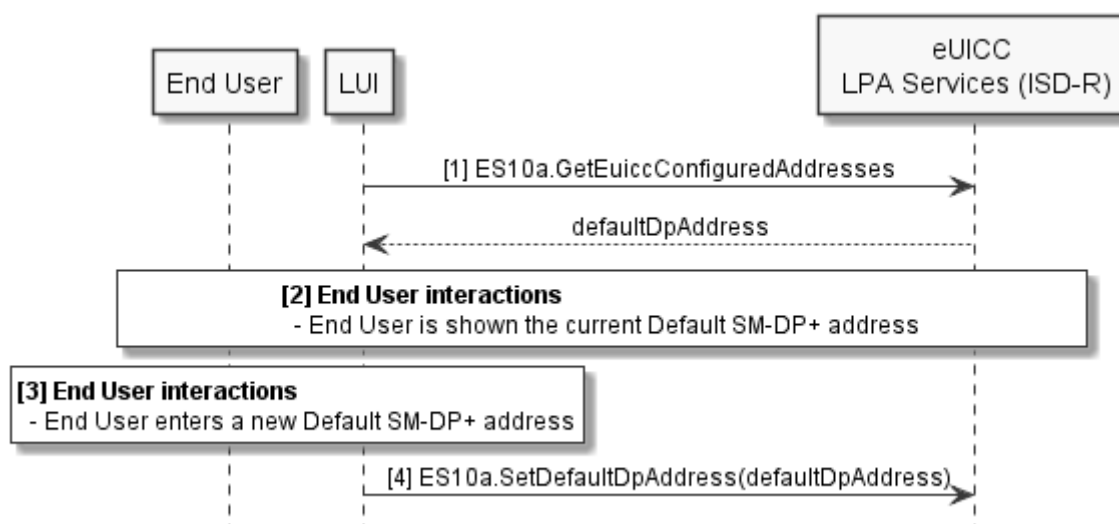 End User
LUI
eUICC
LPA Services (ISD-R)
[1] ES10a.GetEuiccConfiguredAddresses
defaultDpAddress
[2] End User interactions
- End User is shown the current Default SM-DP+ address
[3] End User interactions
- End User enters a new Default SM-DP+ address
[4] ES10a.SetDefaultDpAddress(defaultDpAddress)